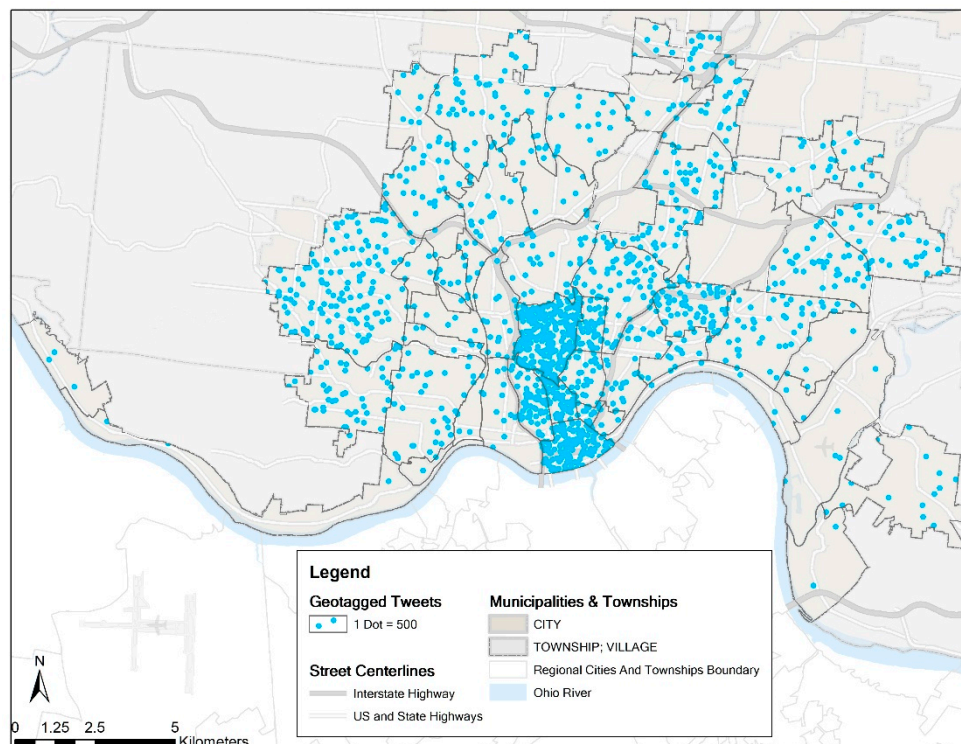 Legend
Geotagged Tweets
1 Dot = 500
Street Centerlines
Interstate Highway
US and State Highways
Municipalities & Townships
CITY
TOWNSHIP; VILLAGE
Regional Cities And Townships Boundary
Ohio River
N
0 1.25 2.5 5
Kilometers